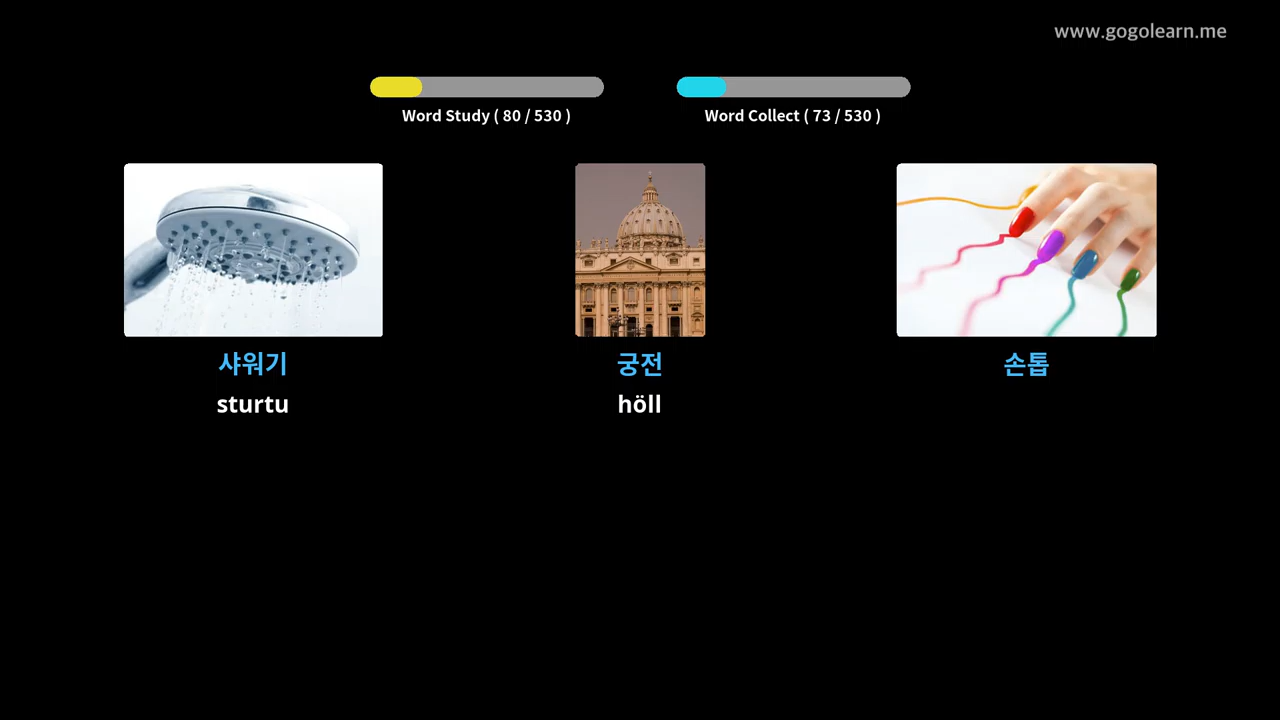 www.gogolearn.me
Word Study ( 80 / 530 )
Word Collect ( 73 / 530 )
샤워기
궁전
손톱
sturtu
höll